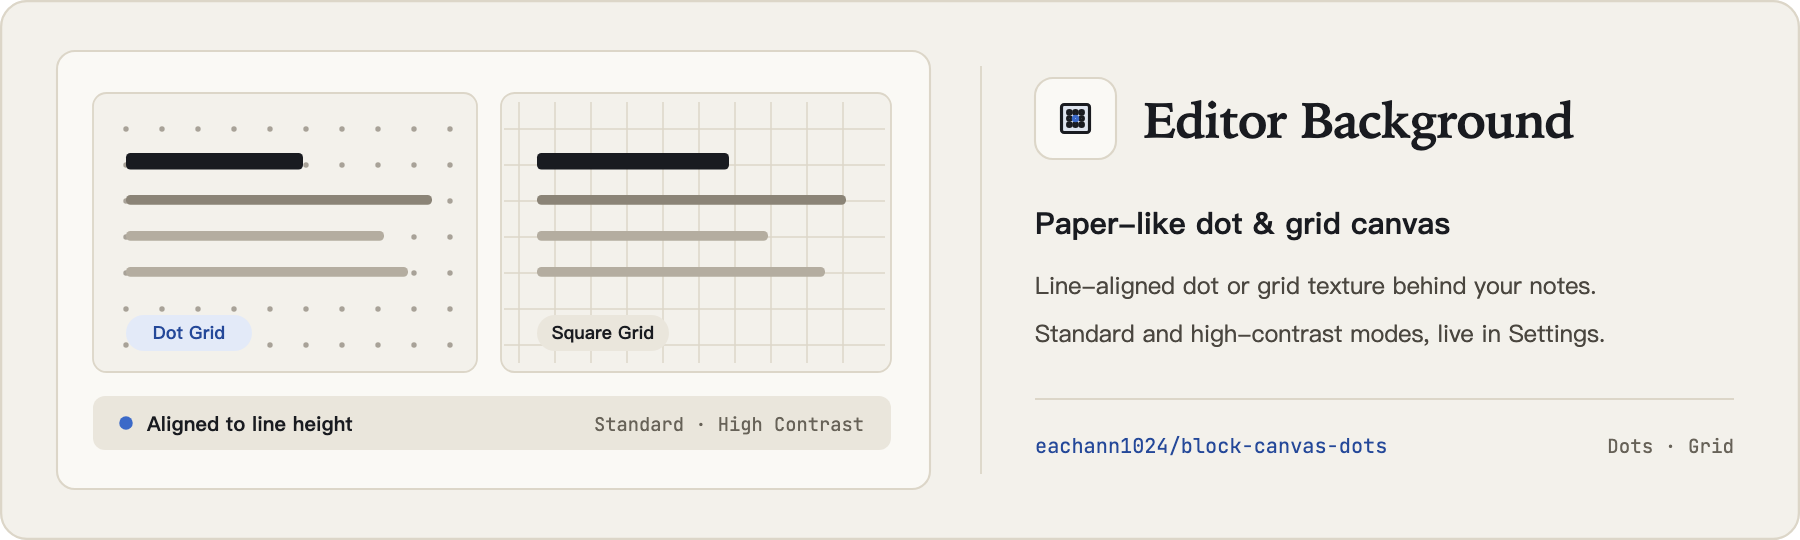 Dot Grid
Square Grid
Aligned to line height
Standard · High Contrast
Editor Background
Paper–like dot & grid canvas
Line–aligned dot or grid texture behind your notes.
Standard and high–contrast modes, live in Settings.
eachann1024/block-canvas-dots
Dots · Grid